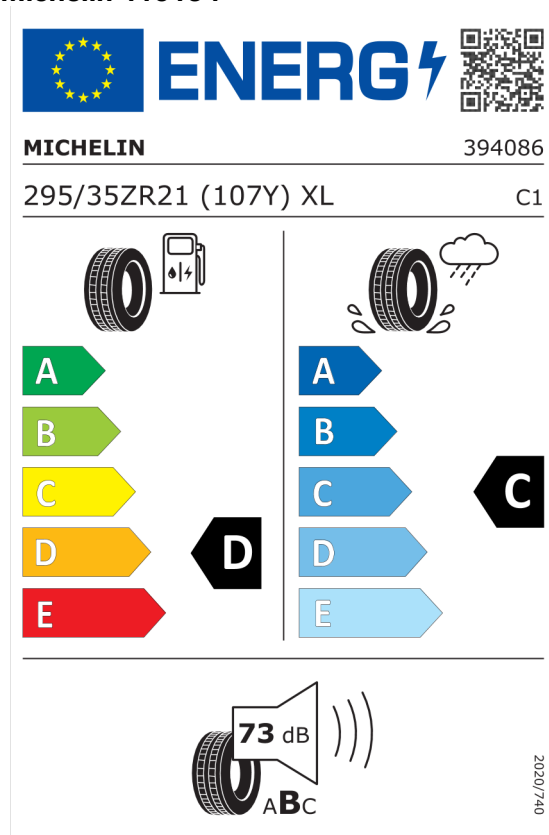 ENERG
MICHELIN 394086
295/35ZR21 (107Y) XL C1
A A
B B
C C C
D D D
E E
73 dB
ABC
2020/740